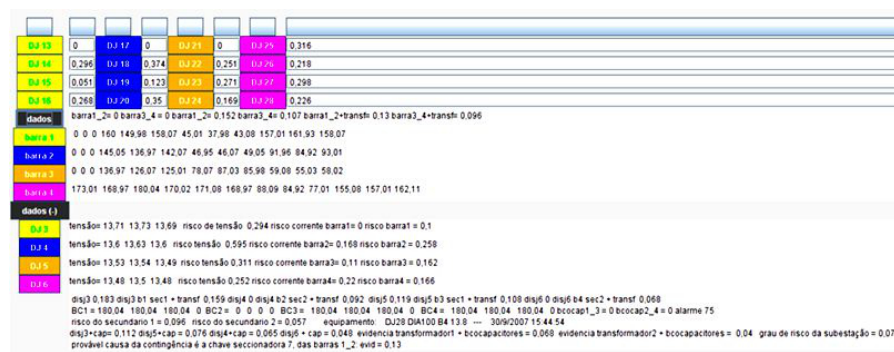 DJ 13 0 DJ 17 0 DJ 21 0 DJ 25 0,316
DJ 14 0,296 DJ 18 0,374 DJ 22 0,251 DJ 26 0,218
DJ 15 0,051 DJ 19 0,123 DJ 23 0,271 DJ 27 0,298
DJ 16 0,268 DJ 20 0,35 DJ 24 0,169 DJ 28 0,226
dados barra1_2= 0 barra3_4 = 0 barra1_2= 0,152 barra3_4= 0,107 barra1_2+transf= 0,13 barra3_4+transf= 0,096
barra 1 0 0 0 160 149,98 158,07 45,01 37,98 43,08 157,01 161,93 158,07
barra 2 0 0 0 145,05 136,97 142,07 46,95 46,07 49,05 91,96 84,92 93,01
barra 3 0 0 0 136,97 126,07 125,01 78,07 87,03 85,98 59,08 55,03 58,02
barra 4 173,01 168,97 180,04 170,02 171,08 168,97 88,09 84,92 77,01 155,08 157,01 162,11
dados (-)
DJ 3 tensão= 13,71 13,73 13,69 risco de tensão 0,294 risco corrente barra1= 0 risco barra1 = 0,1
DJ 4 tensão= 13,6 13,63 13,6 risco tensão 0,595 risco corrente barra2= 0,168 risco barra2 = 0,258
DJ 5 tensão= 13,53 13,54 13,49 risco tensão 0,311 risco corrente barra3= 0,11 risco barra3 = 0,162
DJ 6 tensão= 13,48 13,5 13,48 risco tensão 0,252 risco corrente barra4= 0,22 risco barra4 = 0,166
disj3 0,183 disj3 b1 sec1 + transf 0,159 disj4 0 disj4 b2 sec2 + transf 0,092 disj5 0,119 disj5 b3 sec1 + transf 0,108 disj6 0 disj6 b4 sec2 + transf 0,068
BC1 = 180,04 180,04 180,04 0 BC2 = 0 0 0 0 BC3 = 180,04 180,04 180,04 0 BC4 = 180,04 180,04 180,04 0 bcocap1_3 = 0 bcocap2_4 = 0 alarme 75
risco do secundario 1 = 0,096 risco do secundario 2 = 0,057 equipamento: DJ28 DIA100 B4 13.8 --- 30/9/2007 15:44:54
disj3+cap= 0,112 disj5+cap = 0,076 disj4+cap = 0,065 disj6 + cap = 0,048 evidencia transformador1 + bcocapacitores = 0,068 evidencia transformador2 + bcocapacitores = 0,04 grau de risco da subestação = 0,07
provável causa da contingência é a chave seccionadora 7, das barras 1_2: evid = 0,13